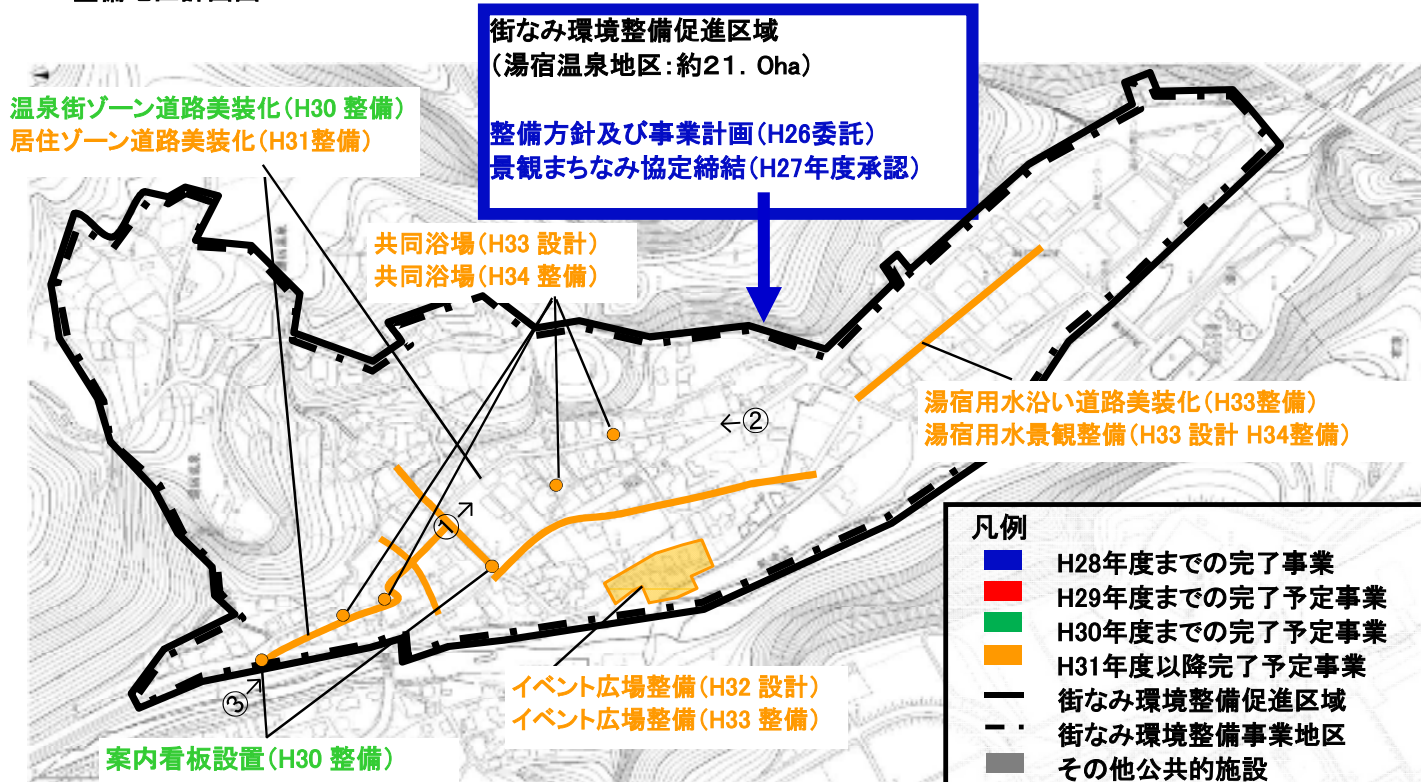 街なみ環境整備促進区域
(湯宿温泉地区:約21.0ha)
整備方針及び事業計画(H26委託)
景観まちなみ協定締結(H27年度承認)
温泉街ゾーン道路美装化(H30 整備)
居住ゾーン道路美装化(H31整備)
共同浴場(H33 設計)
共同浴場(H34 整備)
←②
湯宿用水沿い道路美装化(H33整備)
湯宿用水景観整備(H33 設計 H34整備)
①↗
③↗
イベント広場整備(H32 設計)
イベント広場整備(H33 整備)
案内看板設置(H30 整備)
凡例
H28年度までの完了事業
H29年度までの完了予定事業
H30年度までの完了予定事業
H31年度以降完了予定事業
街なみ環境整備促進区域
街なみ環境整備事業地区
その他公共的施設